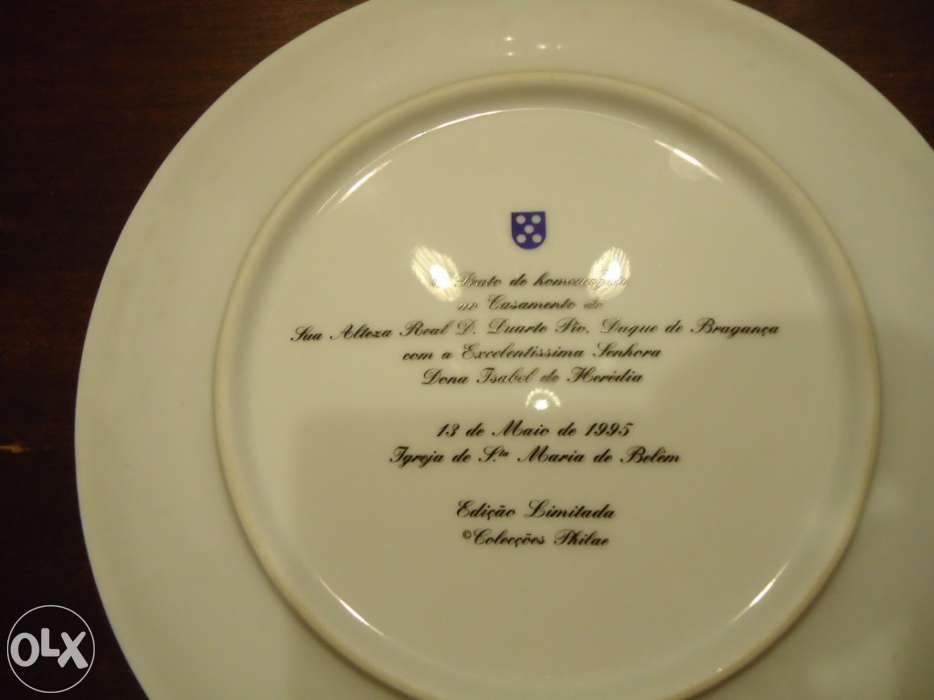 Prato de homenagem
ao Casamento de
Sua Alteza Real D. Duarte Pio, Duque de Bragança
com a Excelentíssima Senhora
Dona Isabel de Herédia
13 de Maio de 1995
Igreja de S.ta Maria de Belém
Edição Limitada
©Colecções Philae
OLX